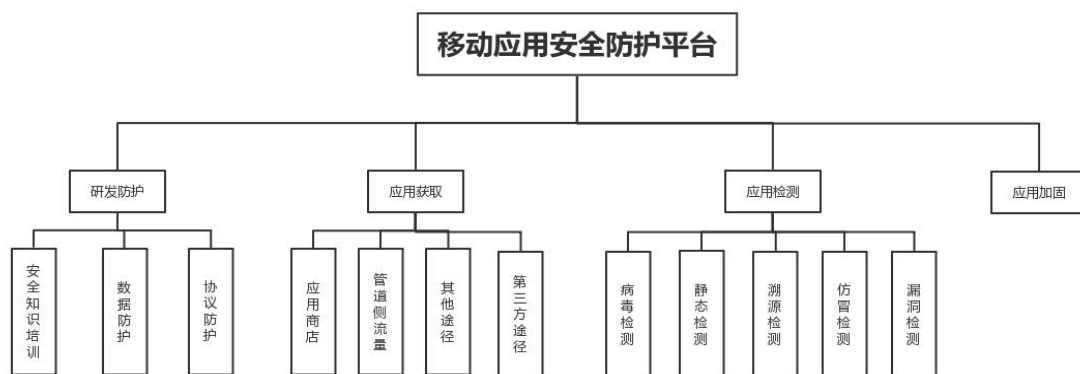 移动应用安全防护平台
研发防护
应用获取
应用检测
应用加固
安全知识培训
数据防护
协议防护
应用商店
管道侧流量
其他途径
第三方途径
病毒检测
静态检测
溯源检测
仿冒检测
漏洞检测